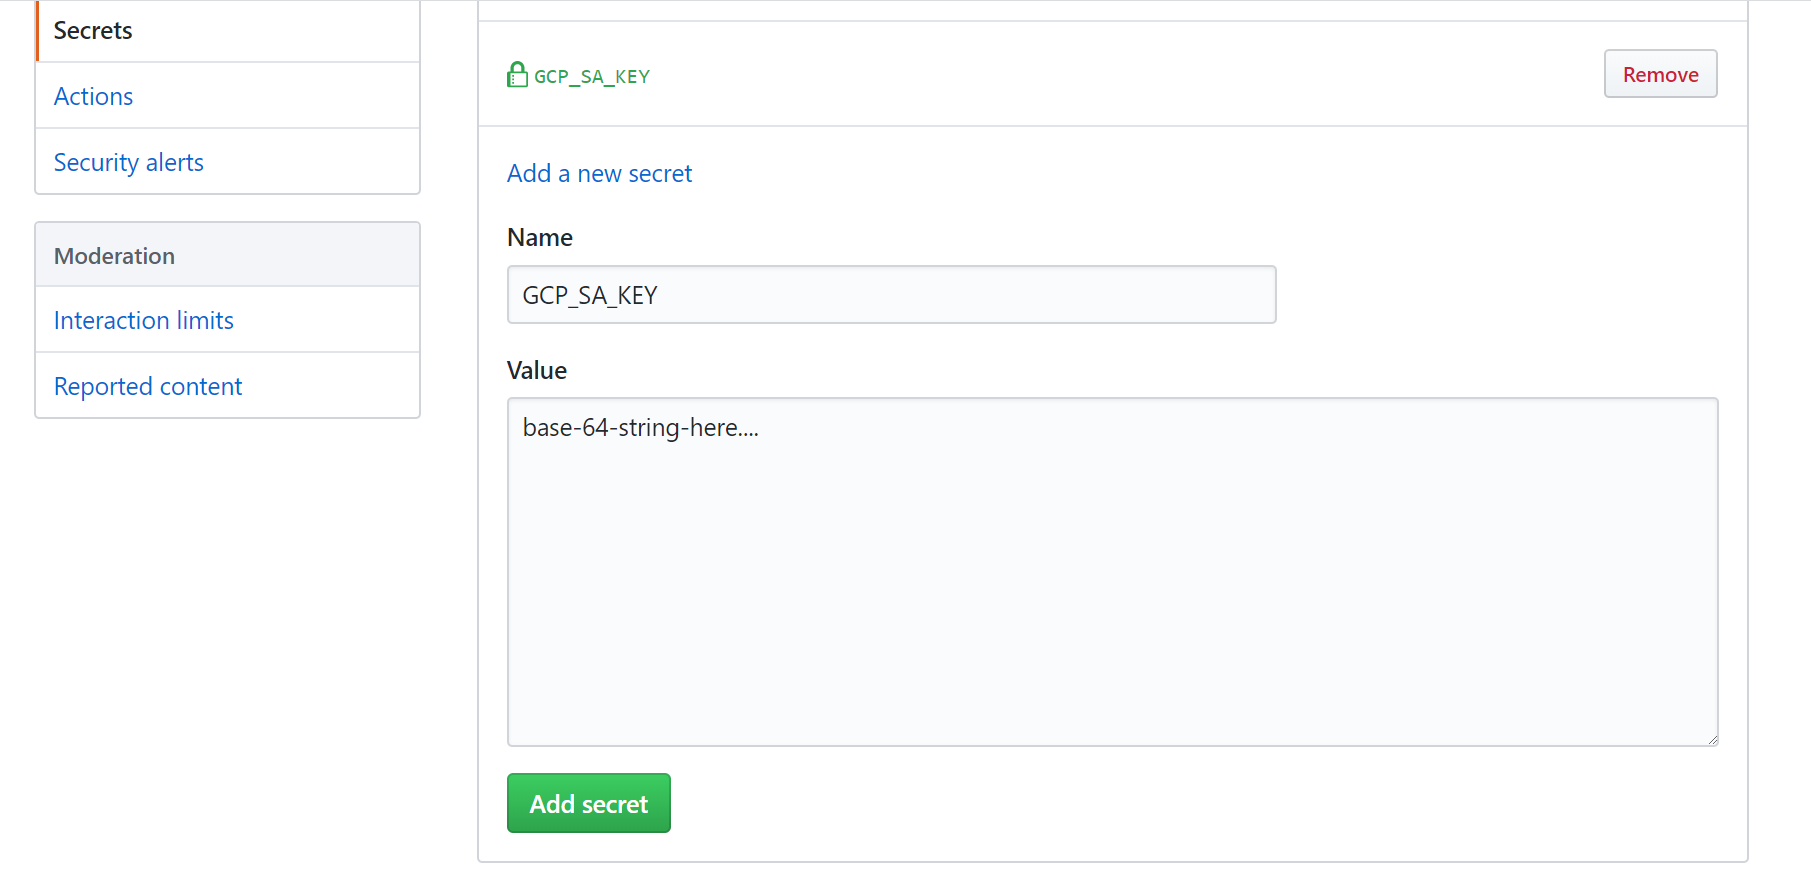 Secrets
Actions
Security alerts
Moderation
Interaction limits
Reported content
GCP_SA_KEY
Remove
Add a new secret
Name
GCP_SA_KEY
Value
base-64-string-here....
Add secret